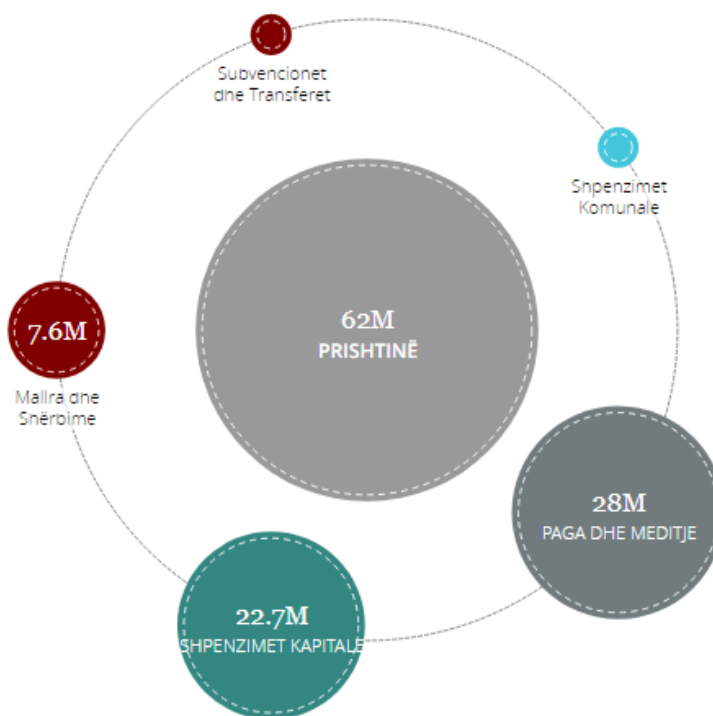 Subvencionet
dhe Transferet
Shpenzimet
Komunale
62M
PRISHTINË
7.6M
Mallra dhe
Shërbime
28M
PAGA DHE MEDITJE
22.7M
SHPENZIMET KAPITALE